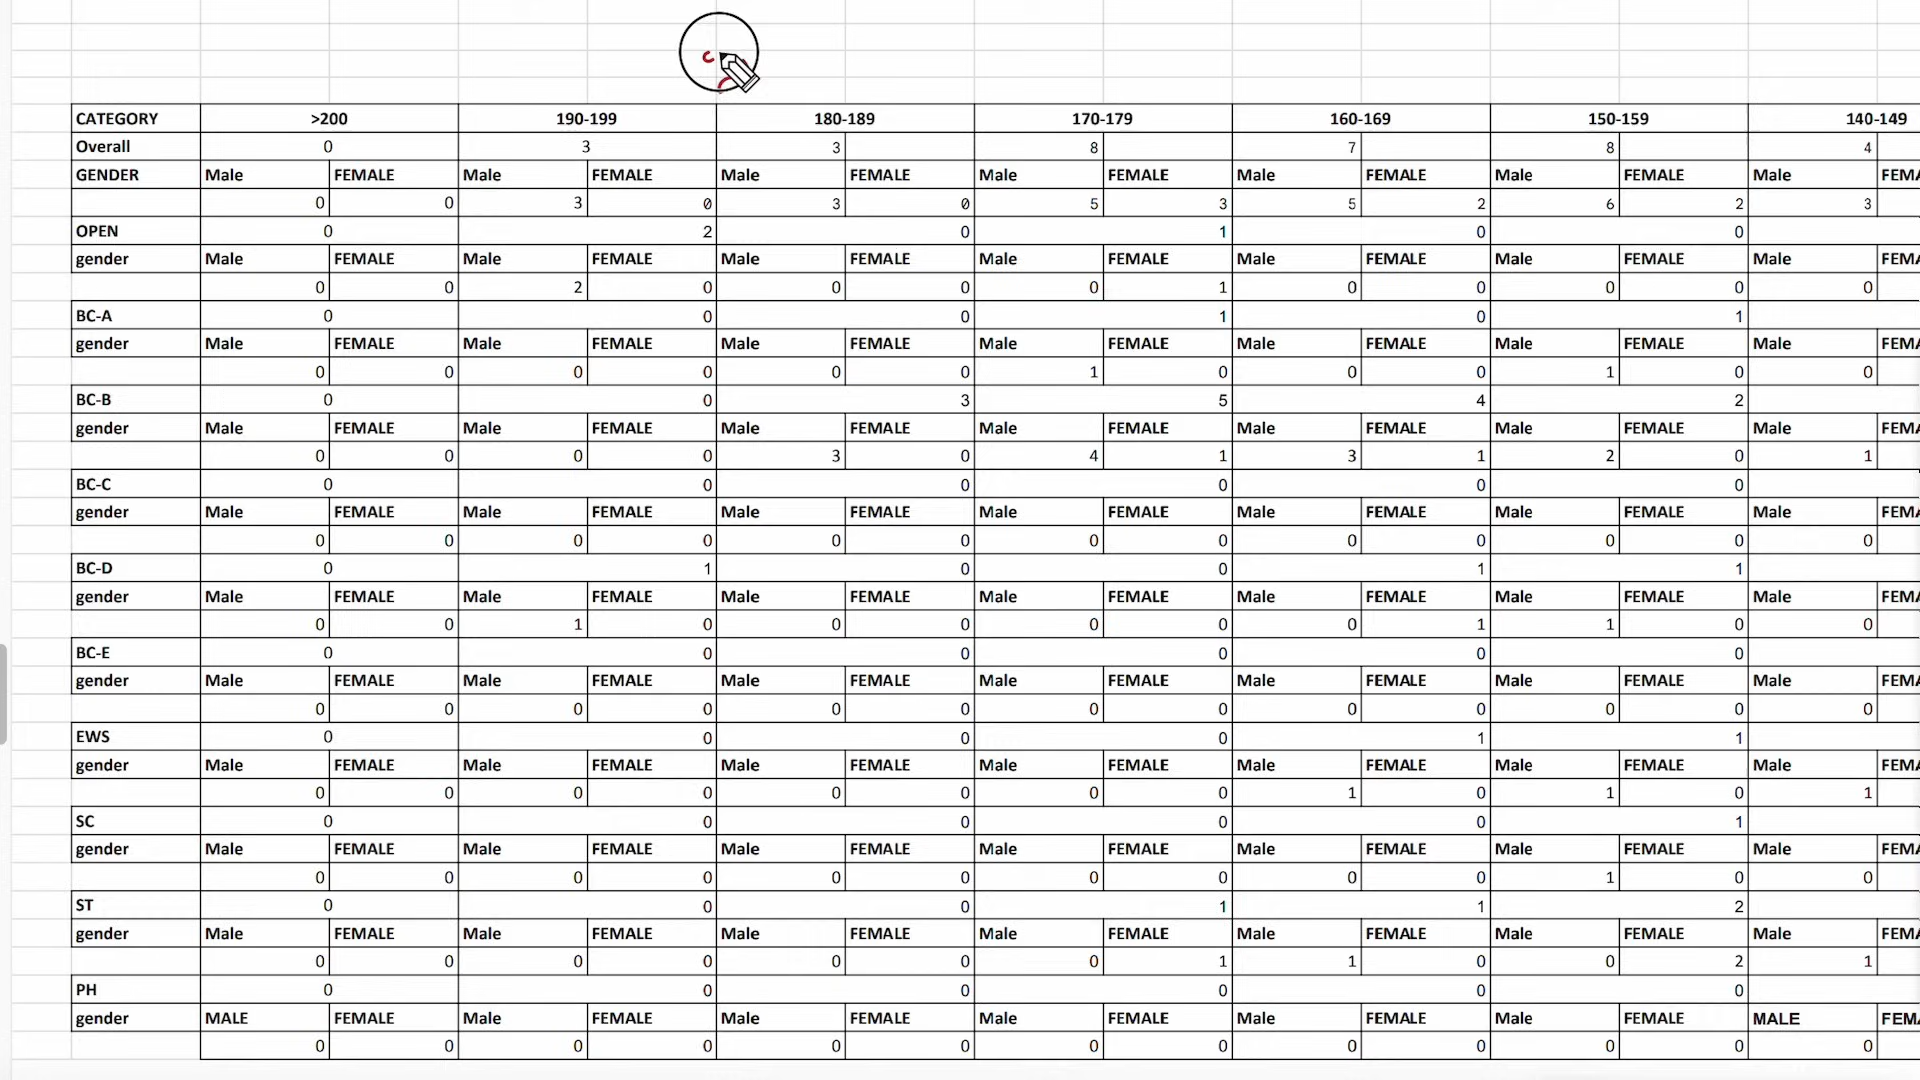 CATEGORY >200 190-199 180-189 170-179 160-169 150-159 140-149
Overall 0 3 3 8 7 8 4
GENDER Male FEMALE Male FEMALE Male FEMALE Male FEMALE Male FEMALE Male FEMALE Male FEMA
0 0 3 0 3 0 5 3 5 2 6 2 3
OPEN 0 2 0 1 0 0
gender Male FEMALE Male FEMALE Male FEMALE Male FEMALE Male FEMALE Male FEMALE Male FEMA
0 0 2 0 0 0 0 1 0 0 0 0 0
BC-A 0 0 0 1 0 1
gender Male FEMALE Male FEMALE Male FEMALE Male FEMALE Male FEMALE Male FEMALE Male FEMA
0 0 0 0 0 0 1 0 0 0 1 0 0
BC-B 0 0 3 5 4 2
gender Male FEMALE Male FEMALE Male FEMALE Male FEMALE Male FEMALE Male FEMALE Male FEMA
0 0 0 0 3 0 4 1 3 1 2 0 1
BC-C 0 0 0 0 0 0
gender Male FEMALE Male FEMALE Male FEMALE Male FEMALE Male FEMALE Male FEMALE Male FEMA
0 0 0 0 0 0 0 0 0 0 0 0 0
BC-D 0 1 0 0 1 1
gender Male FEMALE Male FEMALE Male FEMALE Male FEMALE Male FEMALE Male FEMALE Male FEMA
0 0 1 0 0 0 0 0 0 1 1 0 0
BC-E 0 0 0 0 0 0
gender Male FEMALE Male FEMALE Male FEMALE Male FEMALE Male FEMALE Male FEMALE Male FEMA
0 0 0 0 0 0 0 0 0 0 0 0 0
EWS 0 0 0 0 1 1
gender Male FEMALE Male FEMALE Male FEMALE Male FEMALE Male FEMALE Male FEMALE Male FEMA
0 0 0 0 0 0 0 0 1 0 1 0 1
SC 0 0 0 0 0 1
gender Male FEMALE Male FEMALE Male FEMALE Male FEMALE Male FEMALE Male FEMALE Male FEMA
0 0 0 0 0 0 0 0 0 0 1 0 0
ST 0 0 0 1 1 2
gender Male FEMALE Male FEMALE Male FEMALE Male FEMALE Male FEMALE Male FEMALE Male FEMA
0 0 0 0 0 0 0 1 1 0 0 2 1
PH 0 0 0 0 0 0
gender MALE FEMALE Male FEMALE Male FEMALE Male FEMALE Male FEMALE Male FEMALE MALE FEMA
0 0 0 0 0 0 0 0 0 0 0 0 0